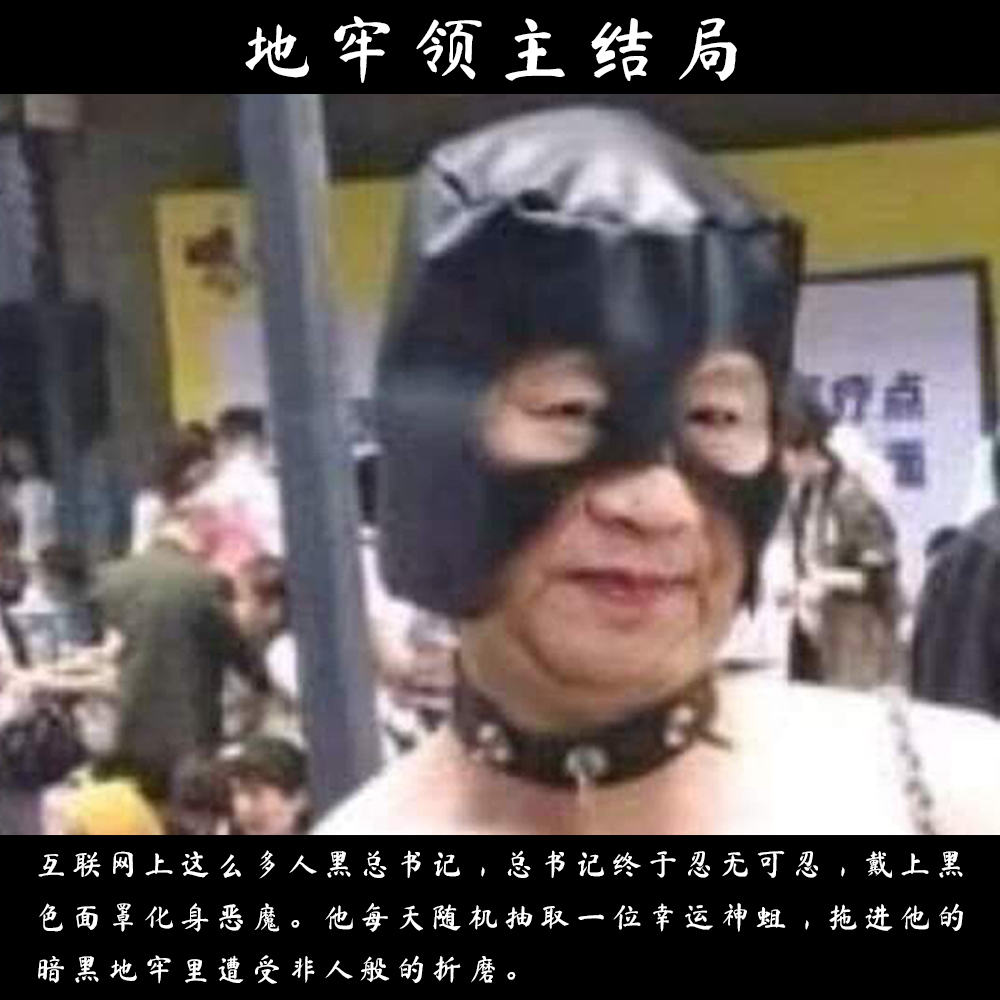 地牢领主结局
疗点
互联网上这么多人黑总书记，总书记终于忍无可忍，戴上黑
色面罩化身恶魔。他每天随机抽取一位幸运神蛆，拖进他的
暗黑地牢里遭受非人般的折磨。